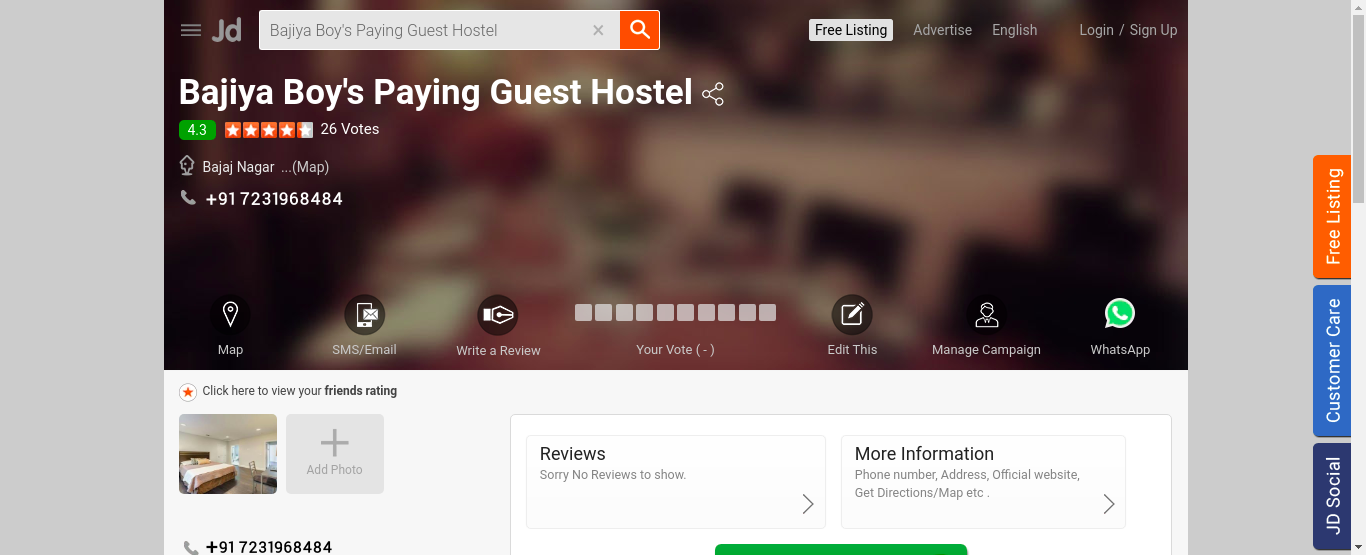 Jd
Bajiya Boy's Paying Guest Hostel
Free Listing
Advertise
English
Login / Sign Up
Bajiya Boy's Paying Guest Hostel
4.3
26 Votes
Bajaj Nagar ...(Map)
+91 7231968484
Map
SMS/Email
Write a Review
Your Vote ( - )
Edit This
Manage Campaign
WhatsApp
Click here to view your friends rating
Add Photo
Reviews
Sorry No Reviews to show.
More Information
Phone number, Address, Official website,
Get Directions/Map etc .
+91 7231968484
Free Listing
Customer Care
JD Social